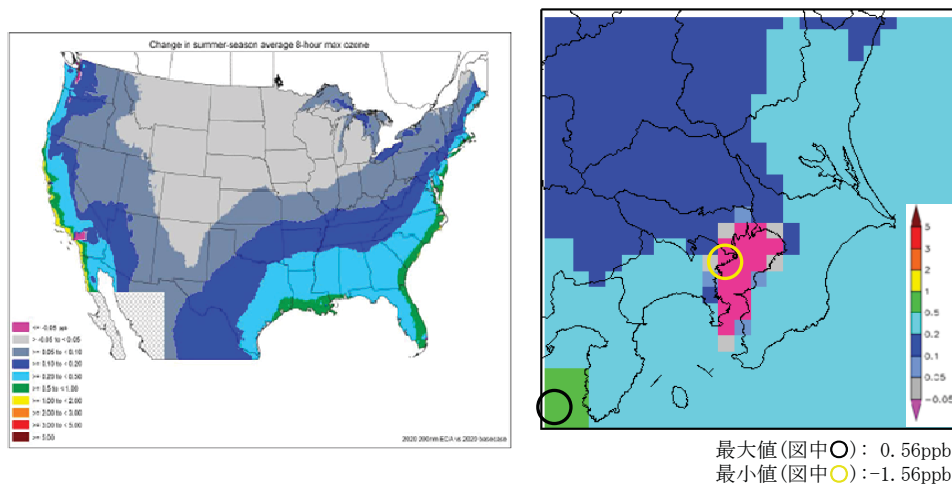 Change in summer-season average 8-hour max ozone
<= -0.05 ppb
> -0.05 to < 0.05
>= 0.05 to < 0.10
>= 0.10 to < 0.20
>= 0.20 to < 0.50
>= 0.5 to < 1.00
>= 1.00 to < 2.00
>= 2.00 to < 3.00
>= 3.00 to < 5.00
>= 5.00
2020 200nm ECA vs 2020 basecase
5
3
2
1
0.5
0.2
0.1
0.05
-0.05
最大値(図中○): 0.56ppb
最小値(図中○):-1.56ppb